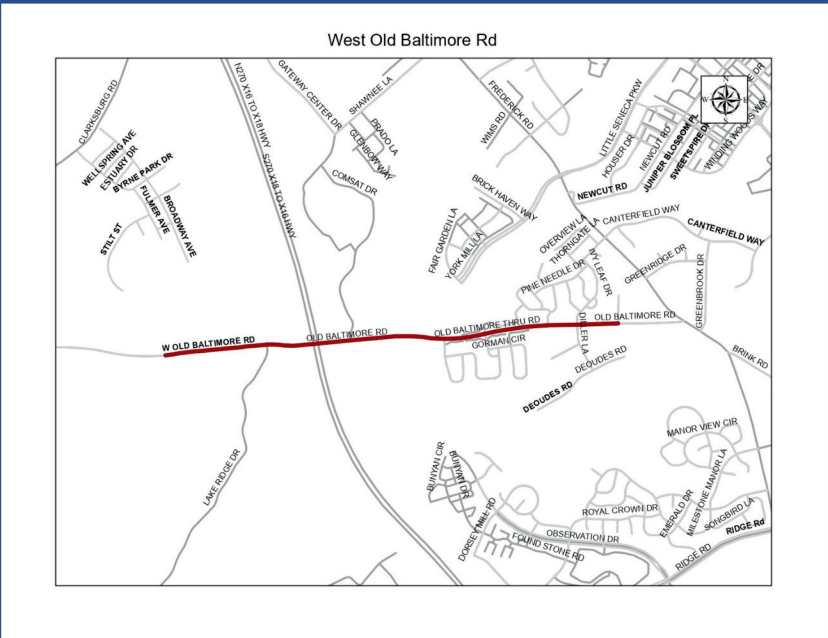 West Old Baltimore Rd
CLARKSBURG RD
N270 X16 TO X18 HWY
S270 X18 TO X16 HWY
GATEWAY CENTER DR
SHAWNEE LA
PRADO LA
GLENBOW WAY
COMSAT DR
FREDERICK RD
WIMS RD
LITTLE SENECA PKW
HOUSER DR
NEWCUT RD
JUNIPER BLOSSOM PL
SWEETSPIRE D
WINDING WOODS WAY
E DR
N
W
E
S
WELLSPRING AVE
ESTUARY DR
BYRNE PARK DR
FULMER AVE
BROADWAY AVE
STILT ST
BRICK HAVEN WAY
NEWCUT RD
FAIR GARDEN LA
YORK MILL LA
OVERVIEW LA
THORNGATE LA
CANTERFIELD WAY
CANTERFIELD WAY
PINE NEEDLE DR
IVY LEAF DR
GREENRIDGE DR
GREENBROOK DR
W OLD BALTIMORE RD
OLD BALTIMORE RD
OLD BALTIMORE THRU RD
OLD BALTIMORE RD
GORMAN CIR
DILLER LA
DEOUDES RD
DEOUDES RD
BRINK RD
LAKE RIDGE DR
BUNYAN CIR
BUNYAN DR
DORSEY MILL RD
MANOR VIEW CIR
ROYAL CROWN DR
EMERALD DR
MILESTONE MANOR LA
SONGBIRD LA
OBSERVATION DR
FOUND STONE RD
RIDGE RD
RIDGE Rd